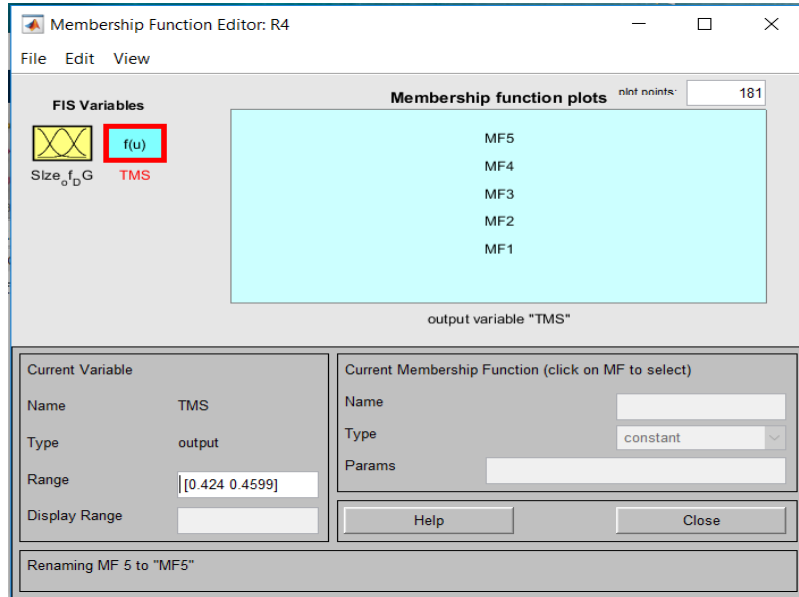 Membership Function Editor: R4
File Edit View
FIS Variables
f(u)
SIze_of_DG
TMS
Membership function plots
plot points:
181
MF5
MF4
MF3
MF2
MF1
output variable "TMS"
Current Variable
Name TMS
Type output
Range [0.424 0.4599]
Display Range
Current Membership Function (click on MF to select)
Name
Type constant
Params
Help
Close
Renaming MF 5 to "MF5"